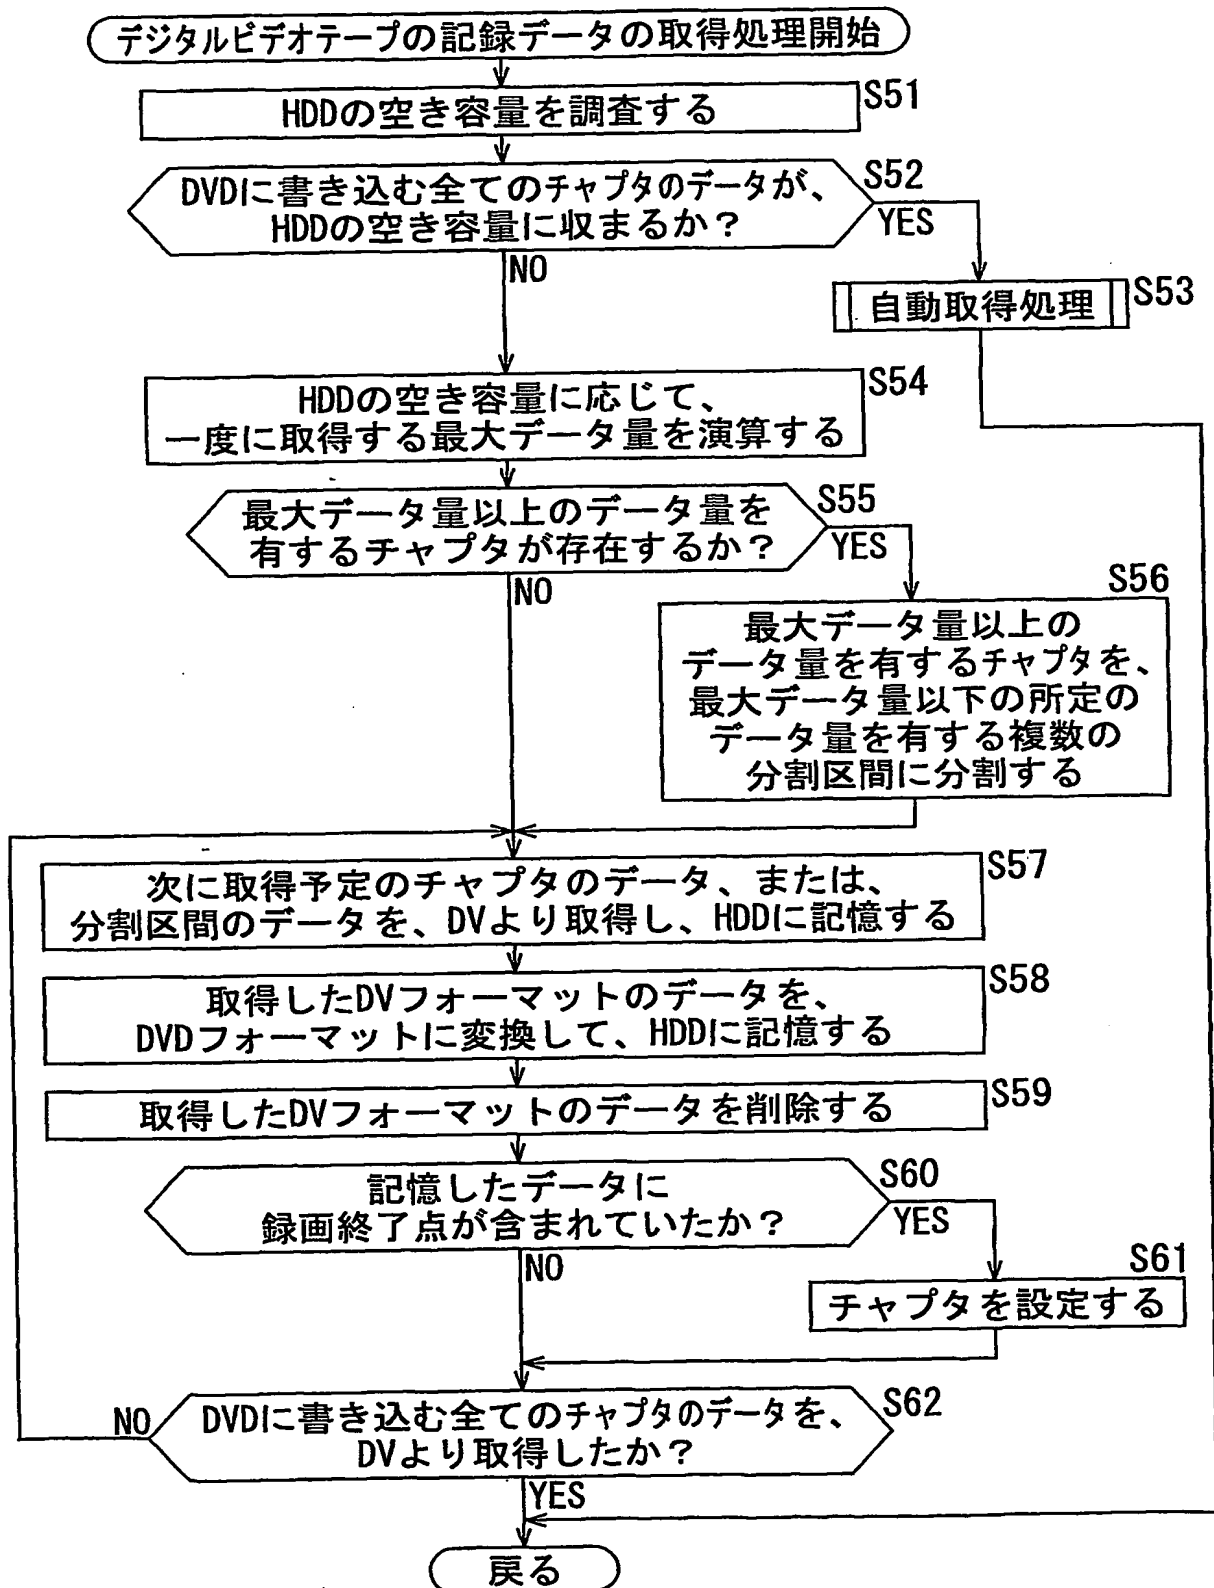 デジタルビデオテープの記録データの取得処理開始
HDDの空き容量を調査する
S51
DVDに書き込む全てのチャプタのデータが、
HDDの空き容量に収まるか？
S52
YES
NO
自動取得処理
S53
HDDの空き容量に応じて、
一度に取得する最大データ量を演算する
S54
最大データ量以上のデータ量を
有するチャプタが存在するか？
S55
YES
NO
S56
最大データ量以上の
データ量を有するチャプタを、
最大データ量以下の所定の
データ量を有する複数の
分割区間に分割する
次に取得予定のチャプタのデータ、または、
分割区間のデータを、DVより取得し、HDDに記憶する
S57
取得したDVフォーマットのデータを、
DVDフォーマットに変換して、HDDに記憶する
S58
取得したDVフォーマットのデータを削除する
S59
記憶したデータに
録画終了点が含まれていたか？
S60
YES
NO
S61
チャプタを設定する
DVDに書き込む全てのチャプタのデータを、
DVより取得したか？
S62
NO
YES
戻る